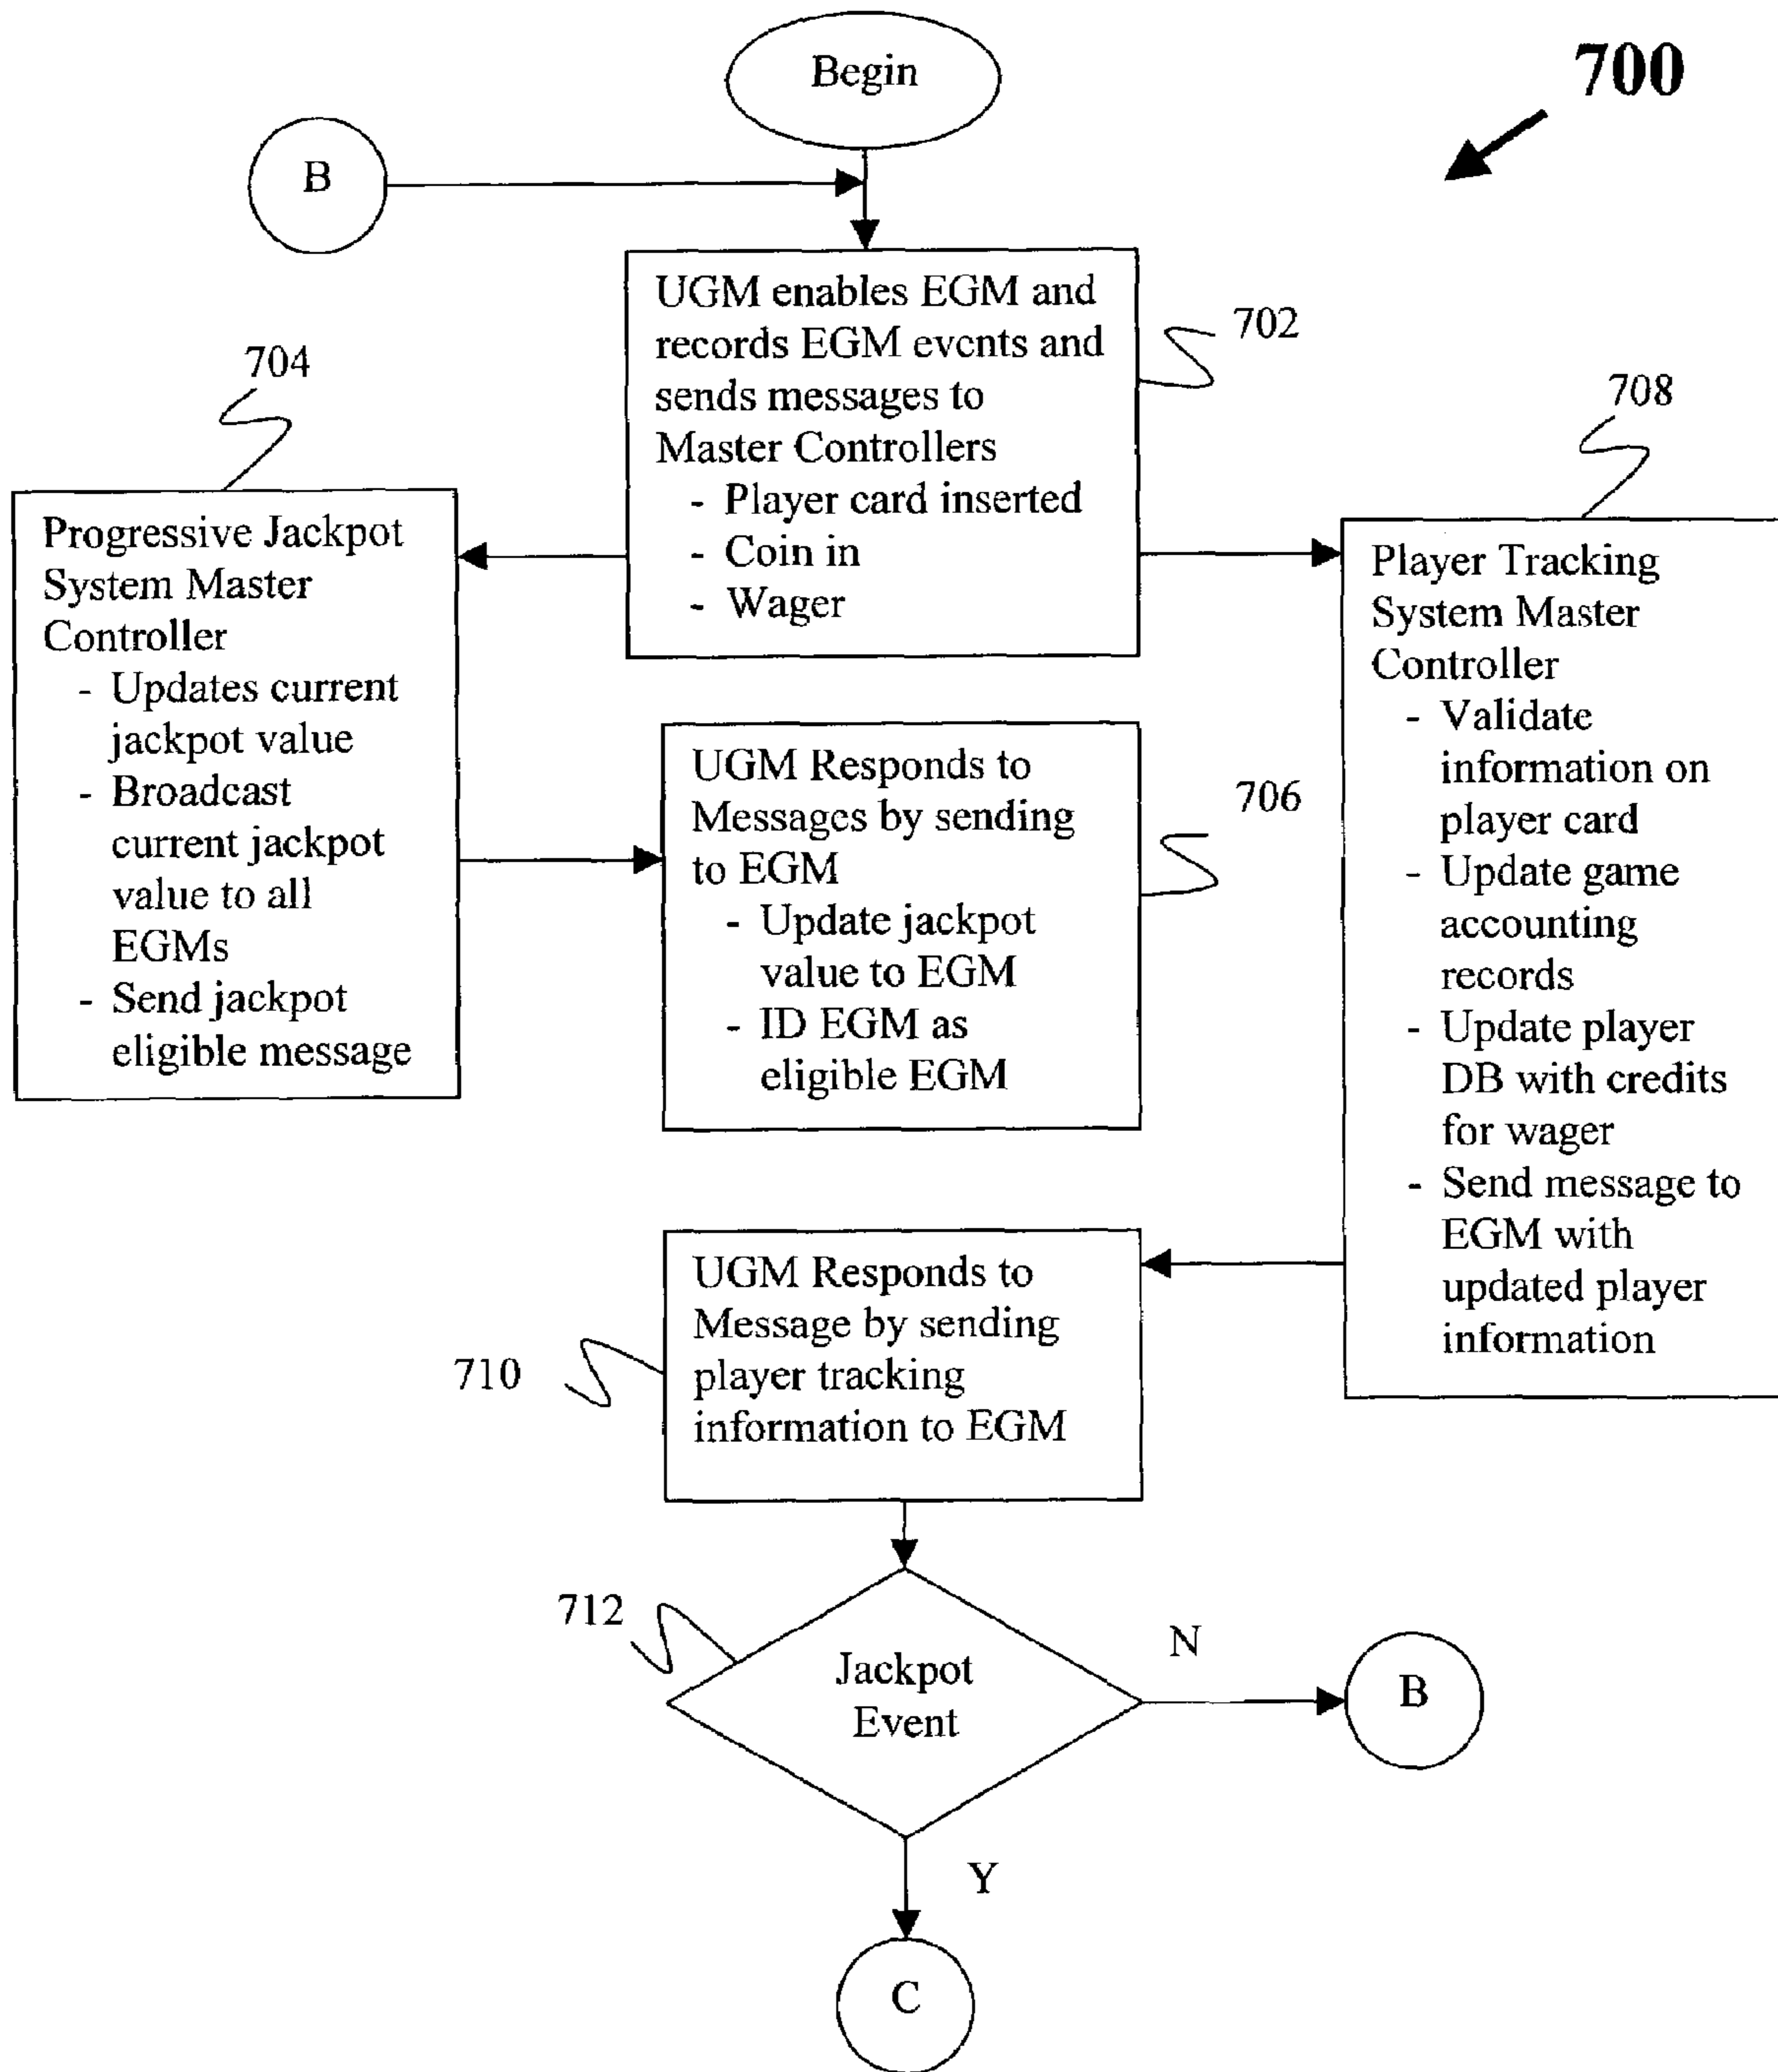 Begin
700
B
UGM enables EGM and
records EGM events and
sends messages to
Master Controllers
- Player card inserted
- Coin in
- Wager
702
704
Progressive Jackpot
System Master
Controller
- Updates current
jackpot value
- Broadcast
current jackpot
value to all
EGMs
- Send jackpot
eligible message
708
Player Tracking
System Master
Controller
- Validate
information on
player card
- Update game
accounting
records
- Update player
DB with credits
for wager
- Send message to
EGM with
updated player
information
UGM Responds to
Messages by sending
to EGM
- Update jackpot
value to EGM
- ID EGM as
eligible EGM
706
UGM Responds to
Message by sending
player tracking
information to EGM
710
712
Jackpot
Event
N
B
Y
C